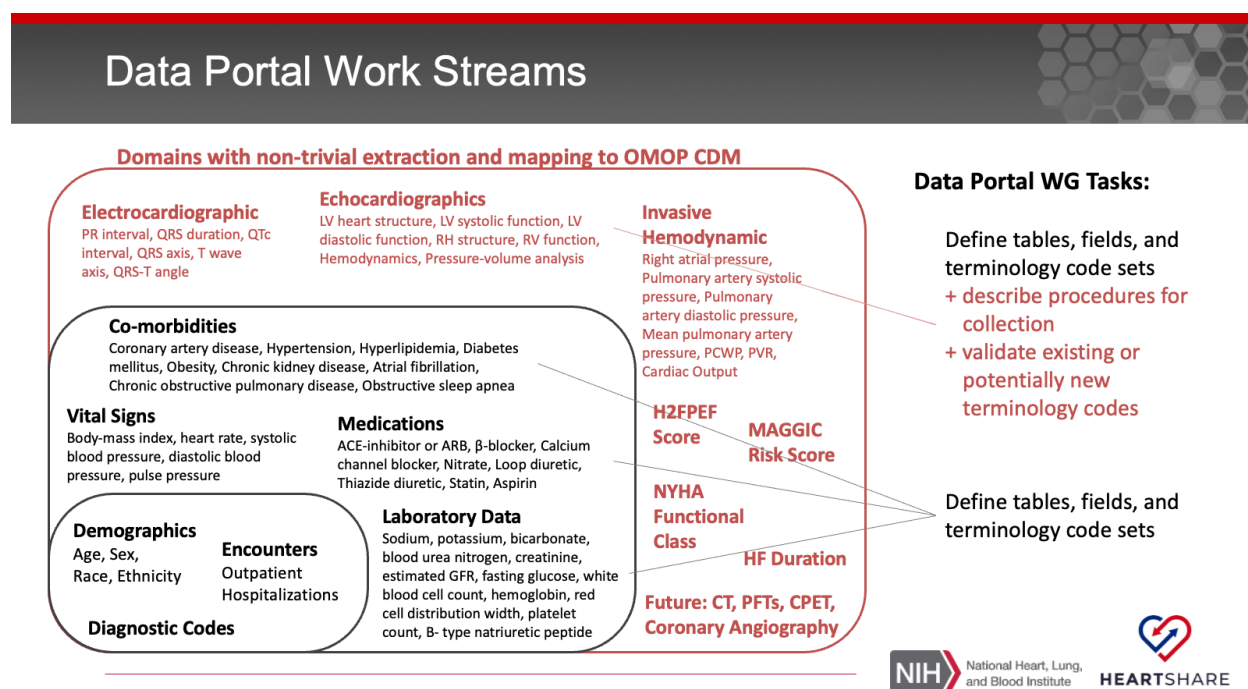 Data Portal Work Streams
Domains with non-trivial extraction and mapping to OMOP CDM
Electrocardiographic
PR interval, QRS duration, QTc
interval, QRS axis, T wave
axis, QRS-T angle
Echocardiographics
LV heart structure, LV systolic function, LV
diastolic function, RH structure, RV function,
Hemodynamics, Pressure-volume analysis
Invasive
Hemodynamic
Right atrial pressure,
Pulmonary artery systolic
pressure, Pulmonary
artery diastolic pressure,
Mean pulmonary artery
pressure, PCWP, PVR,
Cardiac Output
Co-morbidities
Coronary artery disease, Hypertension, Hyperlipidemia, Diabetes
mellitus, Obesity, Chronic kidney disease, Atrial fibrillation,
Chronic obstructive pulmonary disease, Obstructive sleep apnea
Vital Signs
Body-mass index, heart rate, systolic
blood pressure, diastolic blood
pressure, pulse pressure
Medications
ACE-inhibitor or ARB, β-blocker, Calcium
channel blocker, Nitrate, Loop diuretic,
Thiazide diuretic, Statin, Aspirin
H2FPEF
Score
MAGGIC
Risk Score
NYHA
Functional
Class
HF Duration
Demographics
Age, Sex,
Race, Ethnicity
Encounters
Outpatient
Hospitalizations
Diagnostic Codes
Laboratory Data
Sodium, potassium, bicarbonate,
blood urea nitrogen, creatinine,
estimated GFR, fasting glucose, white
blood cell count, hemoglobin, red
cell distribution width, platelet
count, B- type natriuretic peptide
Future: CT, PFTs, CPET,
Coronary Angiography
Data Portal WG Tasks:
Define tables, fields, and
terminology code sets
+ describe procedures for
collection
+ validate existing or
potentially new
terminology codes
Define tables, fields, and
terminology code sets
NIH
National Heart, Lung,
and Blood Institute
HEARTSHARE